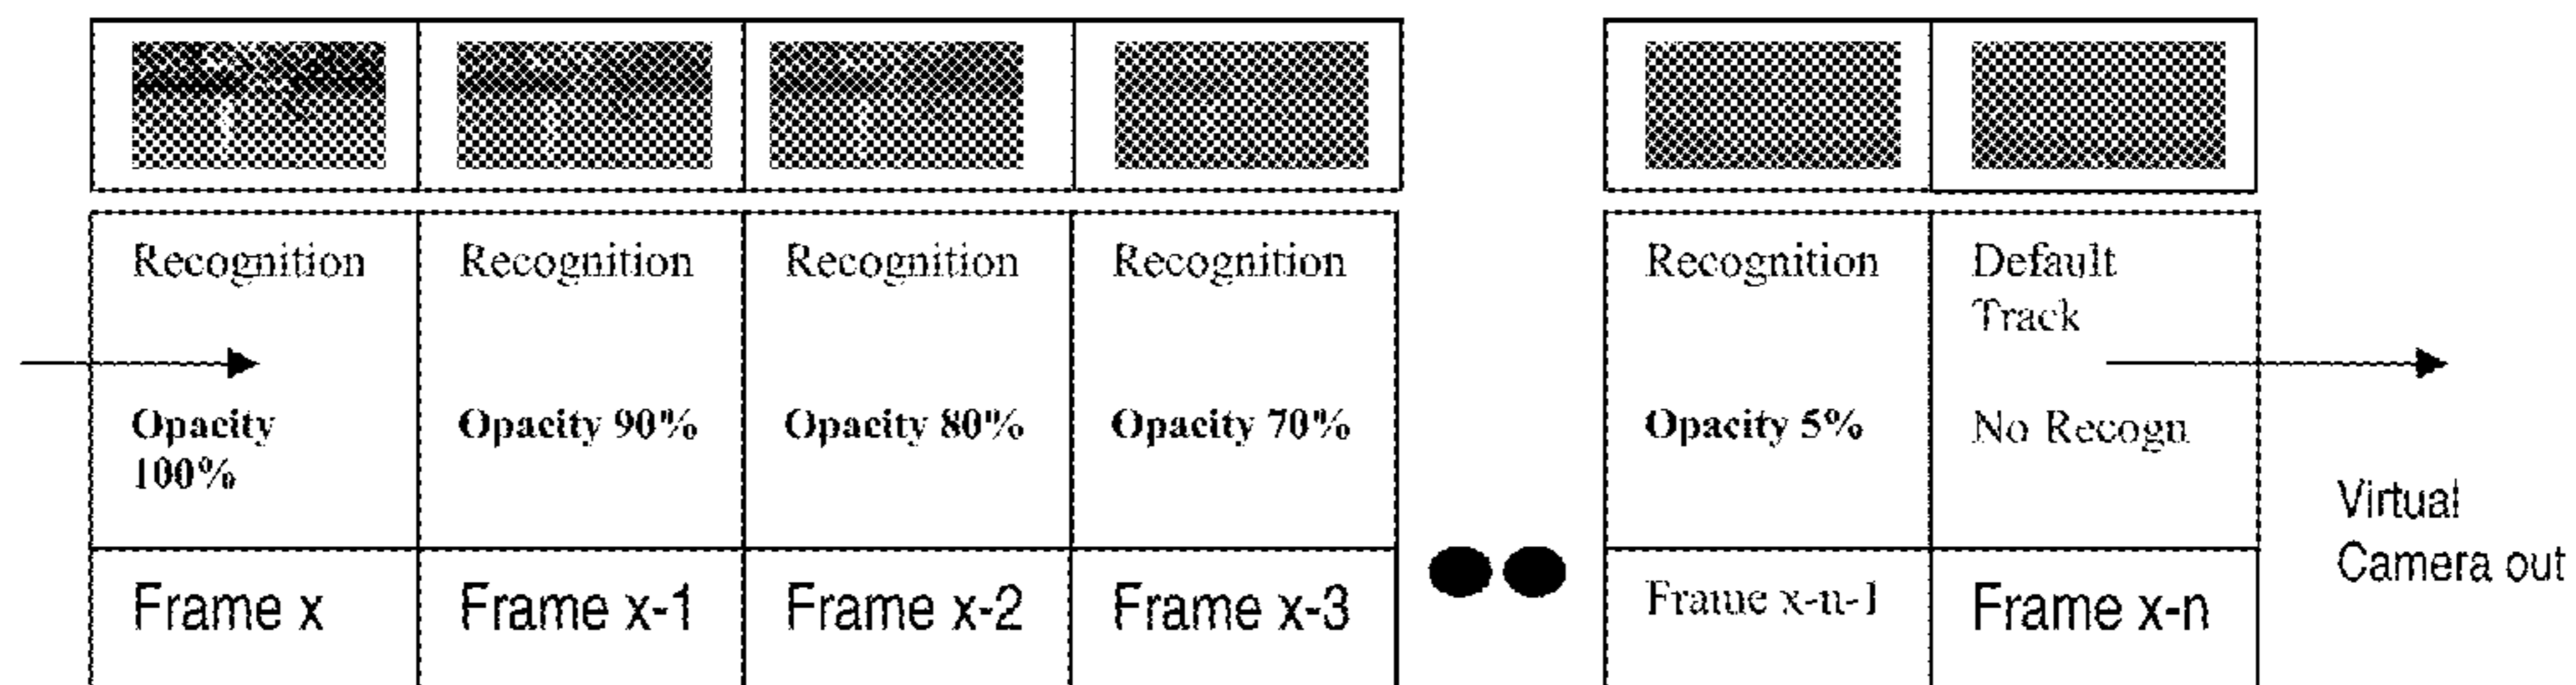 Recognition Recognition Recognition Recognition Recognition Default
Track
Opacity Opacity 90% Opacity 80% Opacity 70% Opacity 5% No Recogn
100%
Virtual
Camera out
Frame x Frame x-1 Frame x-2 Frame x-3 Frame x-n-1 Frame x-n